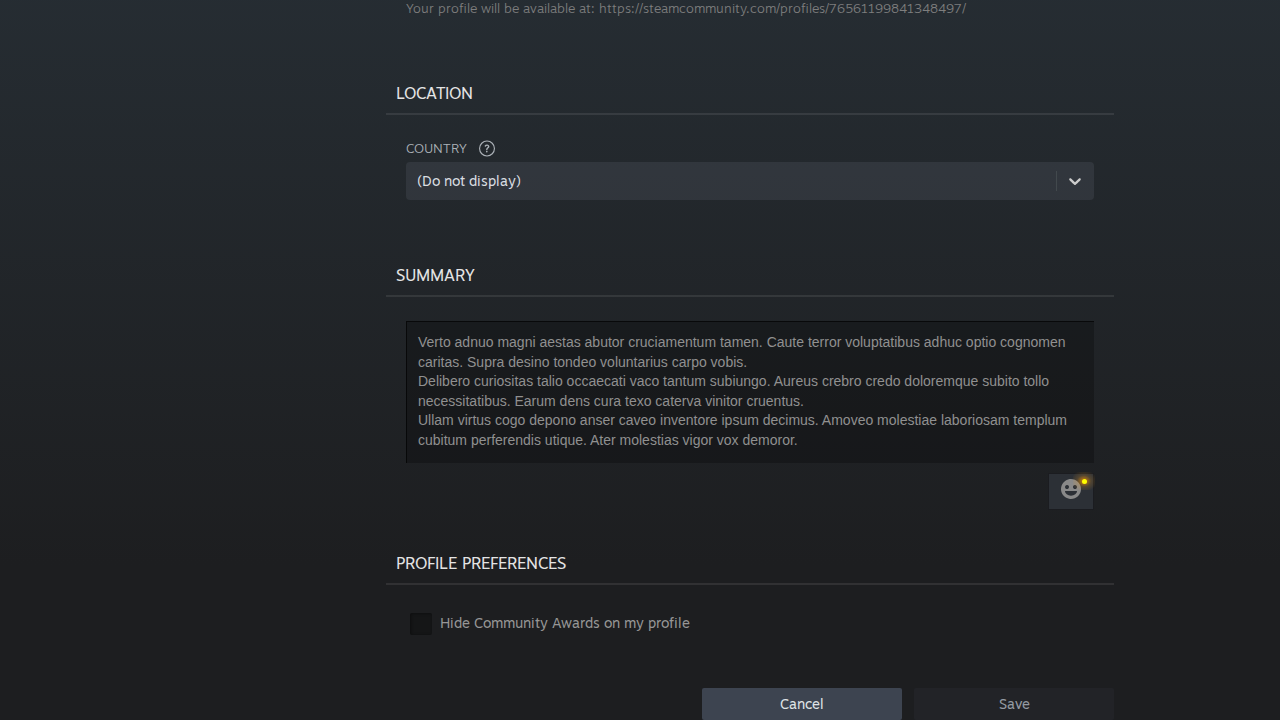 Your profile will be available at: https://steamcommunity.com/profiles/76561199841348497/
LOCATION
COUNTRY ?
(Do not display)
SUMMARY
Verto adnuo magni aestas abutor cruciamentum tamen. Caute terror voluptatibus adhuc optio cognomen
caritas. Supra desino tondeo voluntarius carpo vobis.
Delibero curiositas talio occaecati vaco tantum subiungo. Aureus crebro credo doloremque subito tollo
necessitatibus. Earum dens cura texo caterva vinitor cruentus.
Ullam virtus cogo depono anser caveo inventore ipsum decimus. Amoveo molestiae laboriosam templum
cubitum perferendis utique. Ater molestias vigor vox demoror.
PROFILE PREFERENCES
Hide Community Awards on my profile
Cancel
Save